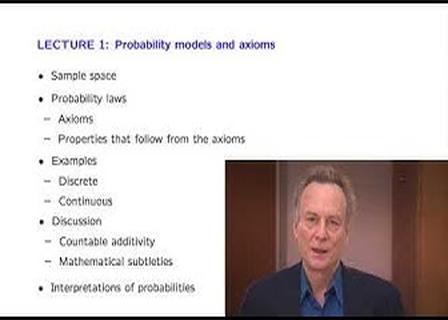 LECTURE 1: Probability models and axioms
• Sample space
• Probability laws
– Axioms
– Properties that follow from the axioms
• Examples
– Discrete
– Continuous
• Discussion
– Countable additivity
– Mathematical subtleties
• Interpretations of probabilities